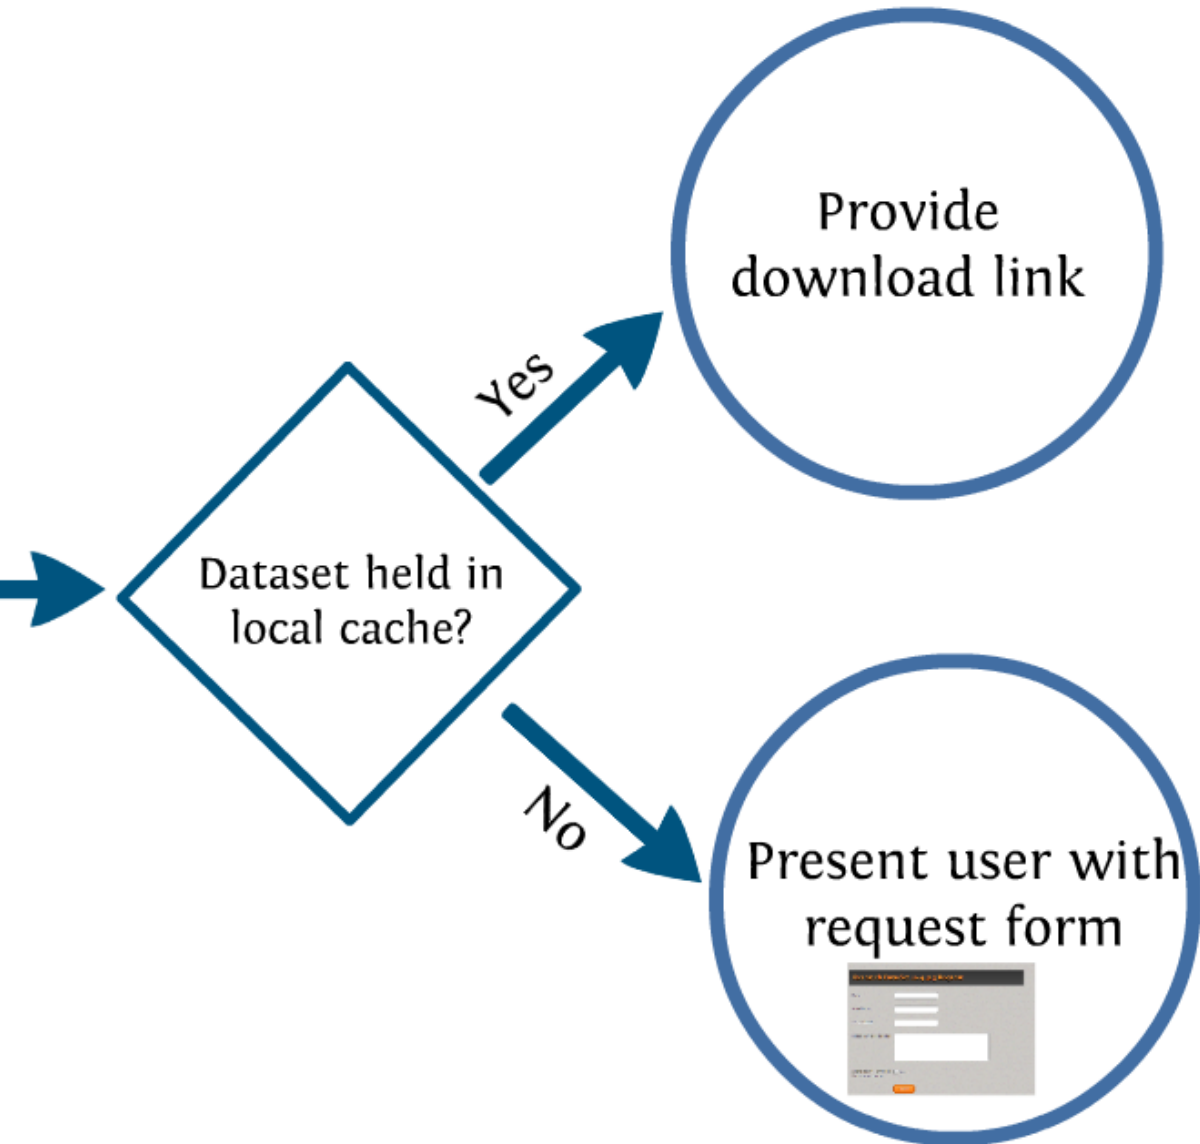 Provide
download link
Yes
Dataset held in
local cache?
No
Present user with
request form